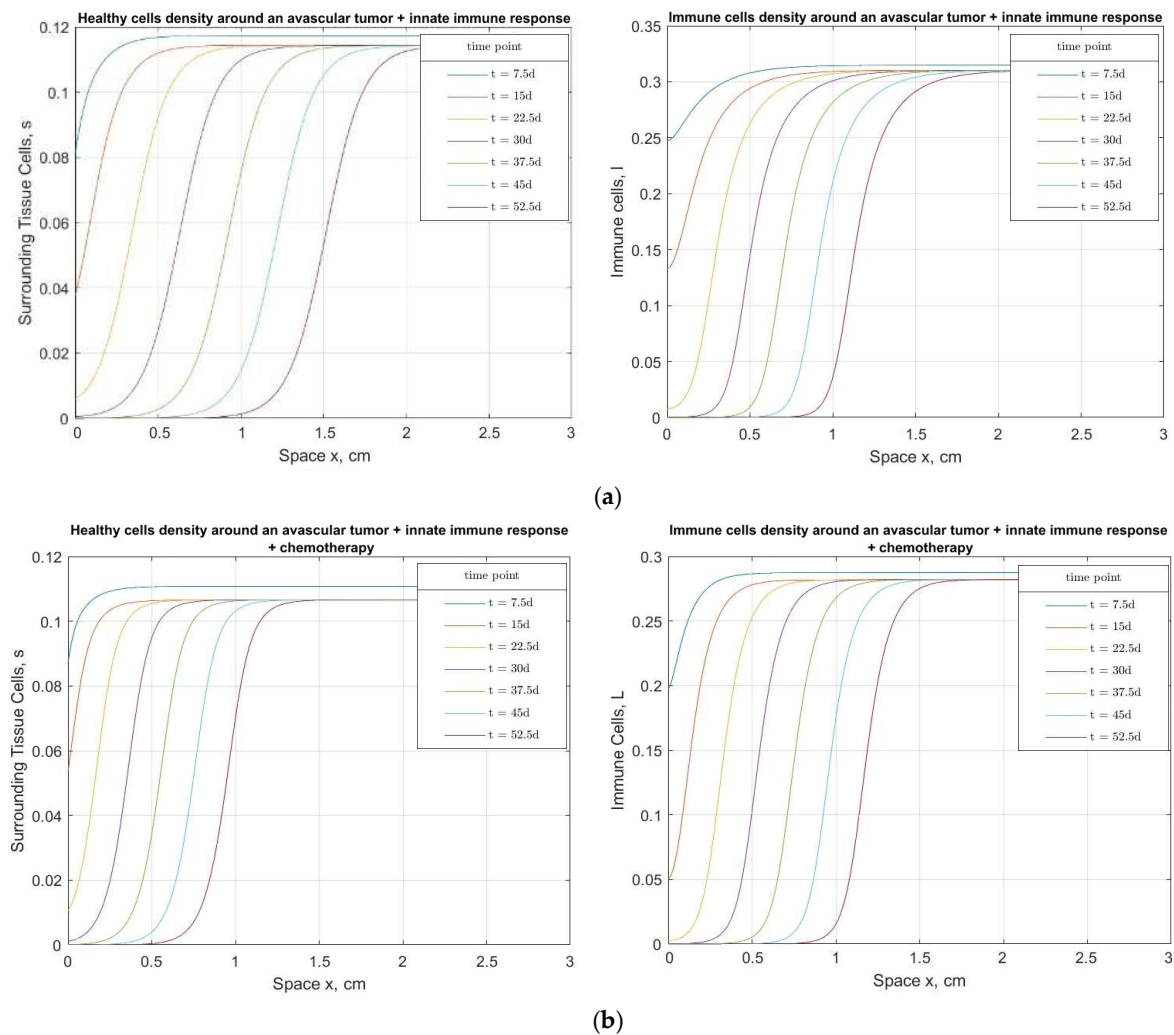 Healthy cells density around an avascular tumor + innate immune response
0.12
0.1
0.08
0.06
0.04
0.02
0
Surrounding Tissue Cells, s
0
0.5
1
1.5
2
2.5
3
Space x, cm
time point
t = 7.5d
t = 15d
t = 22.5d
t = 30d
t = 37.5d
t = 45d
t = 52.5d
Immune cells density around an avascular tumor + innate immune response
0.35
0.3
0.25
0.2
0.15
0.1
0.05
0
Immune cells, l
0
0.5
1
1.5
2
2.5
3
Space x, cm
time point
t = 7.5d
t = 15d
t = 22.5d
t = 30d
t = 37.5d
t = 45d
t = 52.5d
(a)
Healthy cells density around an avascular tumor + innate immune response
+ chemotherapy
0.12
0.1
0.08
0.06
0.04
0.02
0
Surrounding Tissue Cells, s
0
0.5
1
1.5
2
2.5
3
Space x, cm
time point
t = 7.5d
t = 15d
t = 22.5d
t = 30d
t = 37.5d
t = 45d
t = 52.5d
Immune cells density around an avascular tumor + innate immune response
+ chemotherapy
0.3
0.25
0.2
0.15
0.1
0.05
0
Immune Cells, L
0
0.5
1
1.5
2
2.5
3
Space x, cm
time point
t = 7.5d
t = 15d
t = 22.5d
t = 30d
t = 37.5d
t = 45d
t = 52.5d
(b)